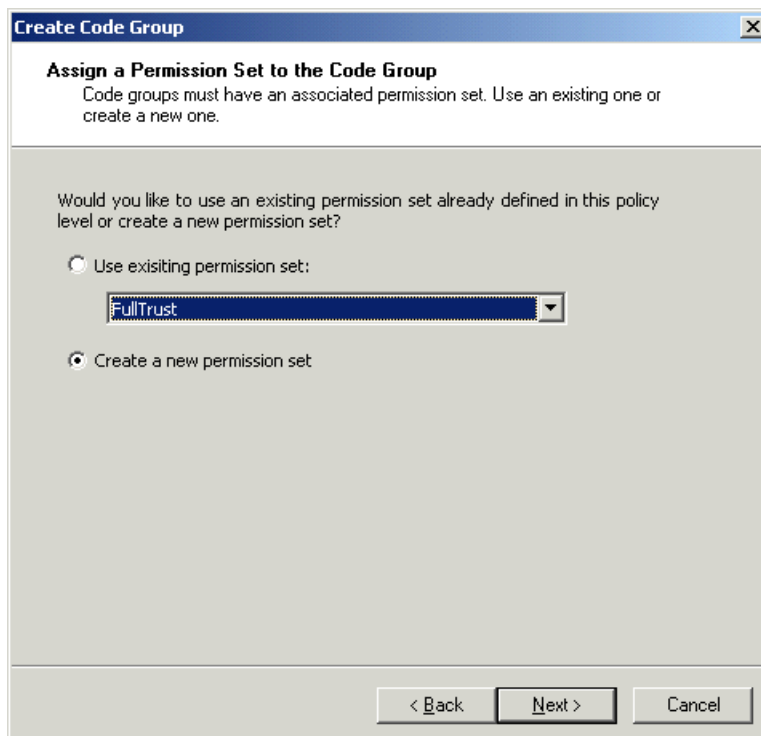 Create Code Group
Assign a Permission Set to the Code Group
Code groups must have an associated permission set. Use an existing one or
create a new one.
Would you like to use an existing permission set already defined in this policy
level or create a new permission set?
Use exisiting permission set:
FullTrust
Create a new permission set
< Back
Next >
Cancel